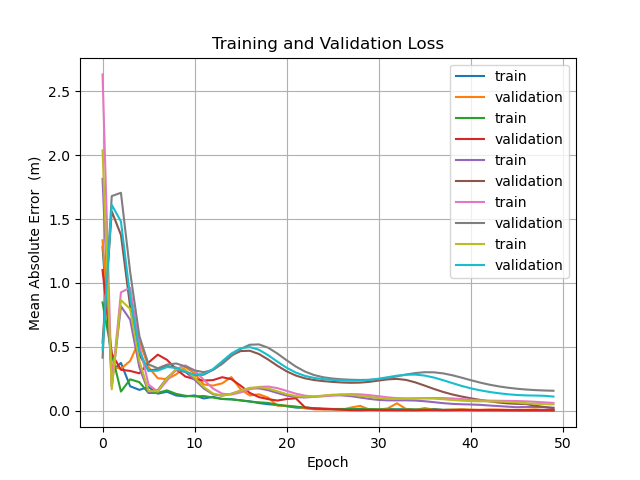 Training and Validation Loss
Mean Absolute Error  (m)
2.5
2.0
1.5
1.0
0.5
0.0
train
validation
train
validation
train
validation
train
validation
train
validation
0 10 20 30 40 50
Epoch